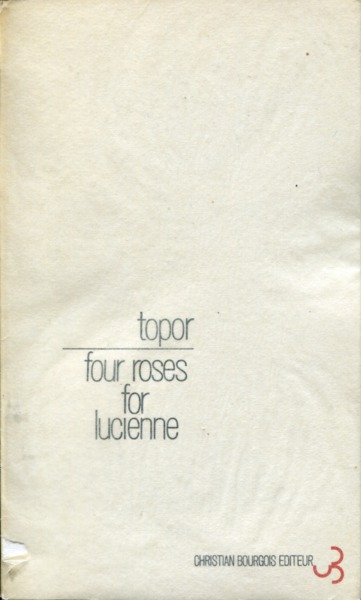 topor
four roses
for
lucienne
CHRISTIAN BOURGOIS EDITEUR